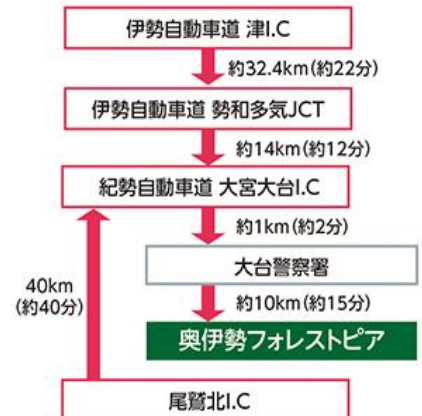 伊勢自動車道 津I.C
約32.4km(約22分)
伊勢自動車道 勢和多気JCT
約14km(約12分)
紀勢自動車道 大宮大台I.C
約1km(約2分)
大台警察署
40km
(約40分)
約10km(約15分)
奥伊勢フォレストピア
尾鷲北I.C